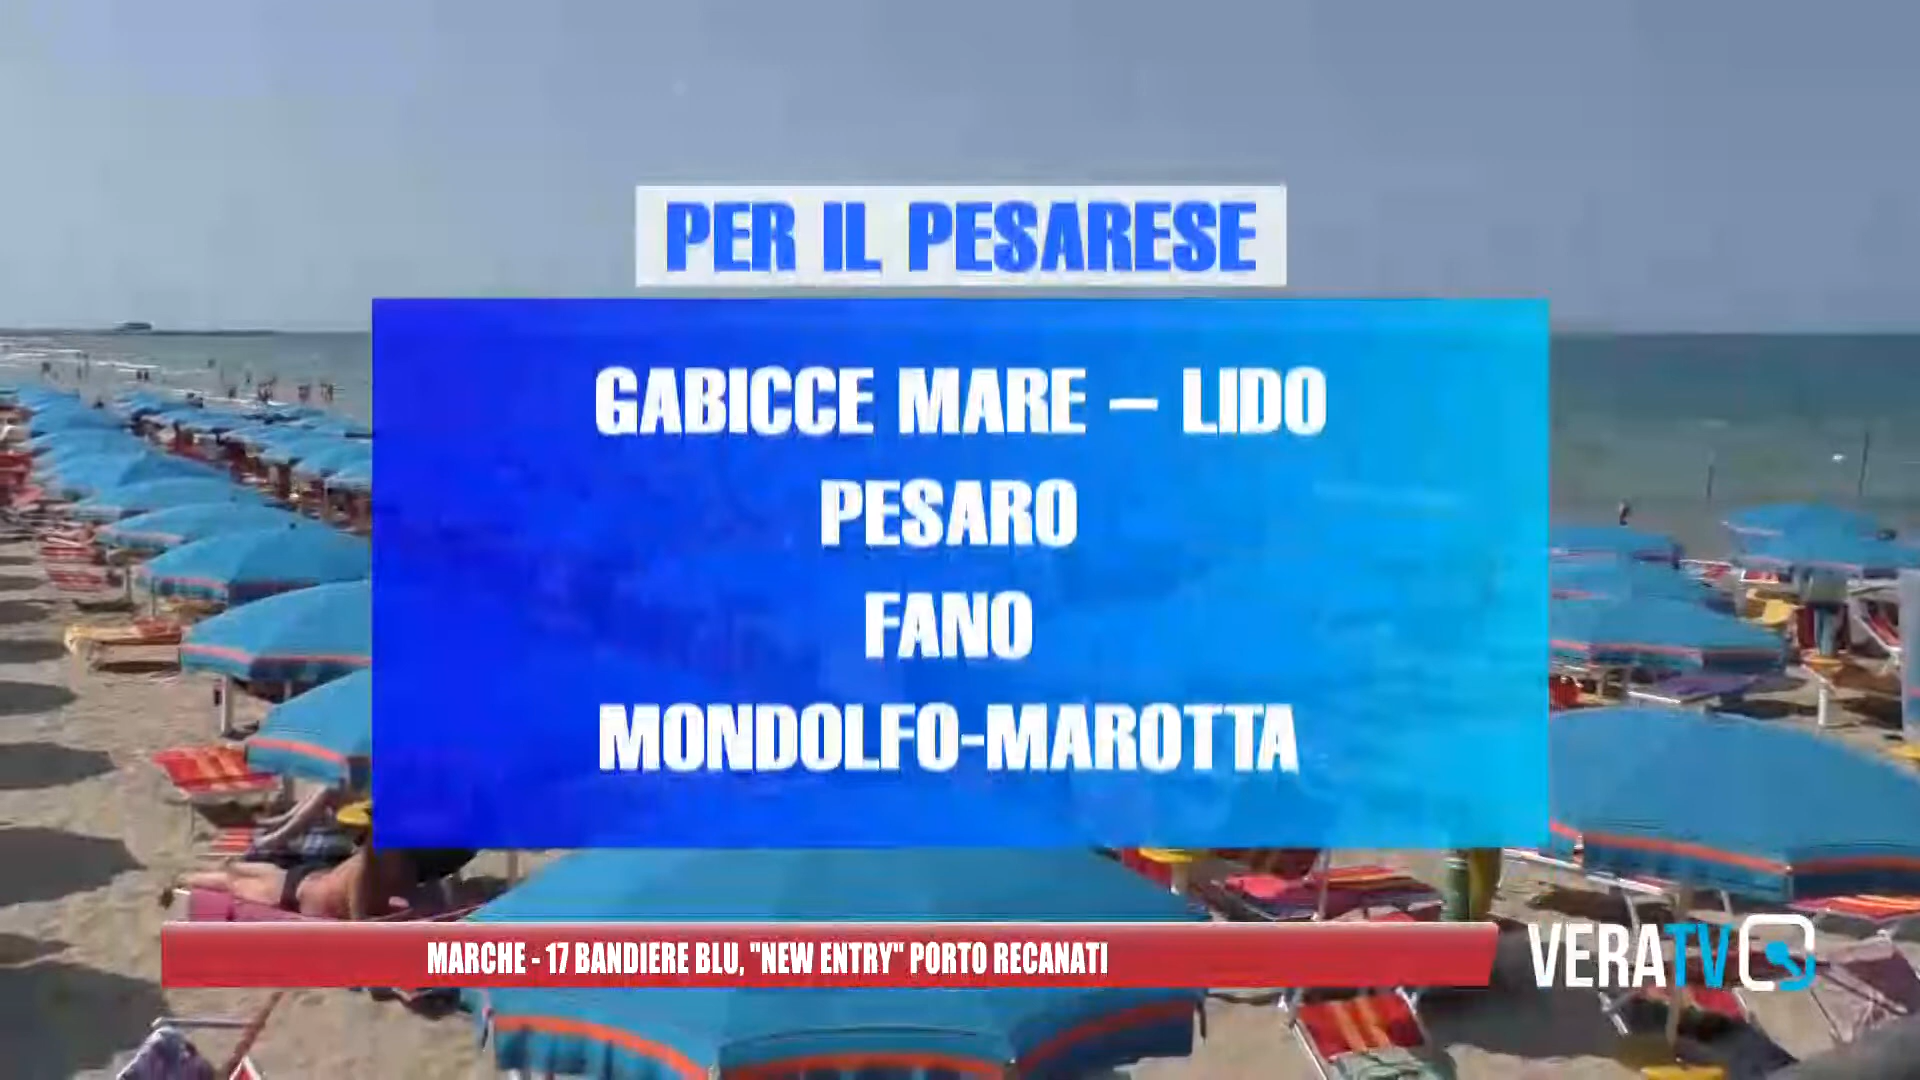 PER IL PESARESE
GABICCE MARE – LIDO
PESARO
FANO
MONDOLFO-MAROTTA
MARCHE - 17 BANDIERE BLU, "NEW ENTRY" PORTO RECANATI
VERATV